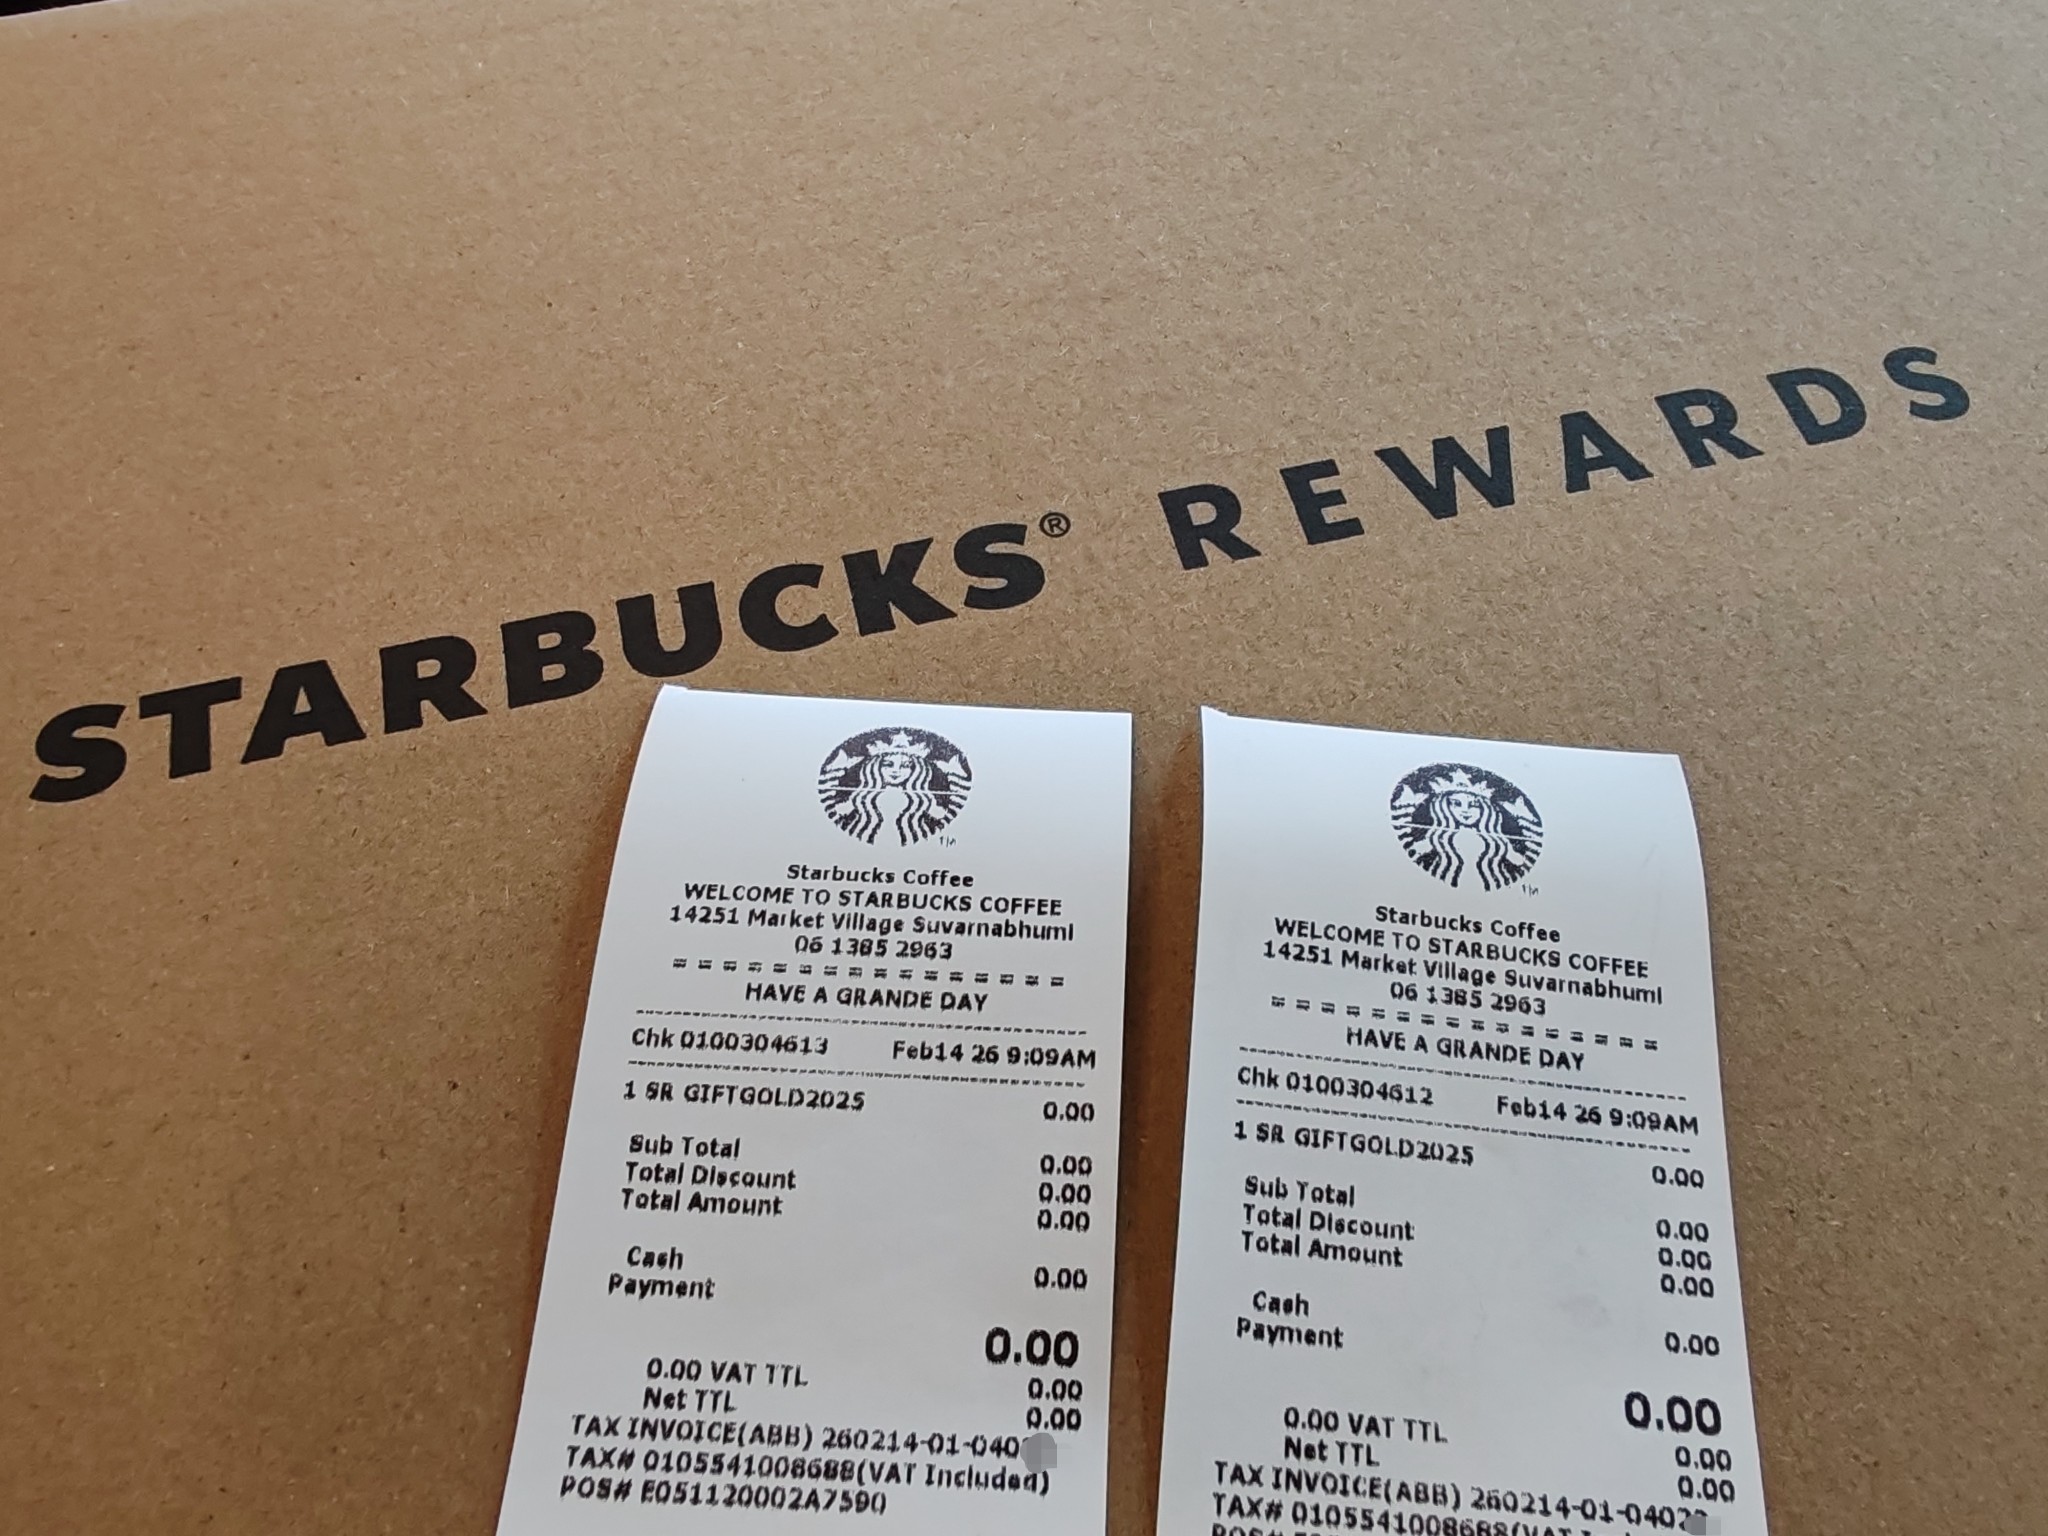 STARBUCKS® REWARDS
Starbucks Coffee
WELCOME TO STARBUCKS COFFEE
14251 Market Village Suvarnabhumi
06 1385 2963
= = = = = = = = = = = = = = = =
HAVE A GRANDE DAY
Chk 0100304613 Feb14 26 9:09AM
1 SR GIFTGOLD2025 0.00
Sub Total 0.00
Total Discount 0.00
Total Amount 0.00
Cash 0.00
Payment
0.00
0.00 VAT TTL 0.00
Net TTL 0.00
TAX INVOICE(ABB) 260214-01-040
TAX# 0105541008688(VAT Included)
POS# E051120002A7590
Starbucks Coffee
WELCOME TO STARBUCKS COFFEE
14251 Market Village Suvarnabhumi
06 1385 2963
= = = = = = = = = = = = = = = =
HAVE A GRANDE DAY
Chk 0100304612 Feb14 26 9:09AM
1 SR GIFTGOLD2025 0.00
Sub Total 0.00
Total Discount 0.00
Total Amount 0.00
Cash 0.00
Payment
0.00
0.00 VAT TTL 0.00
Net TTL 0.00
TAX INVOICE(ABB) 260214-01-040
TAX# 0105541008688(VAT